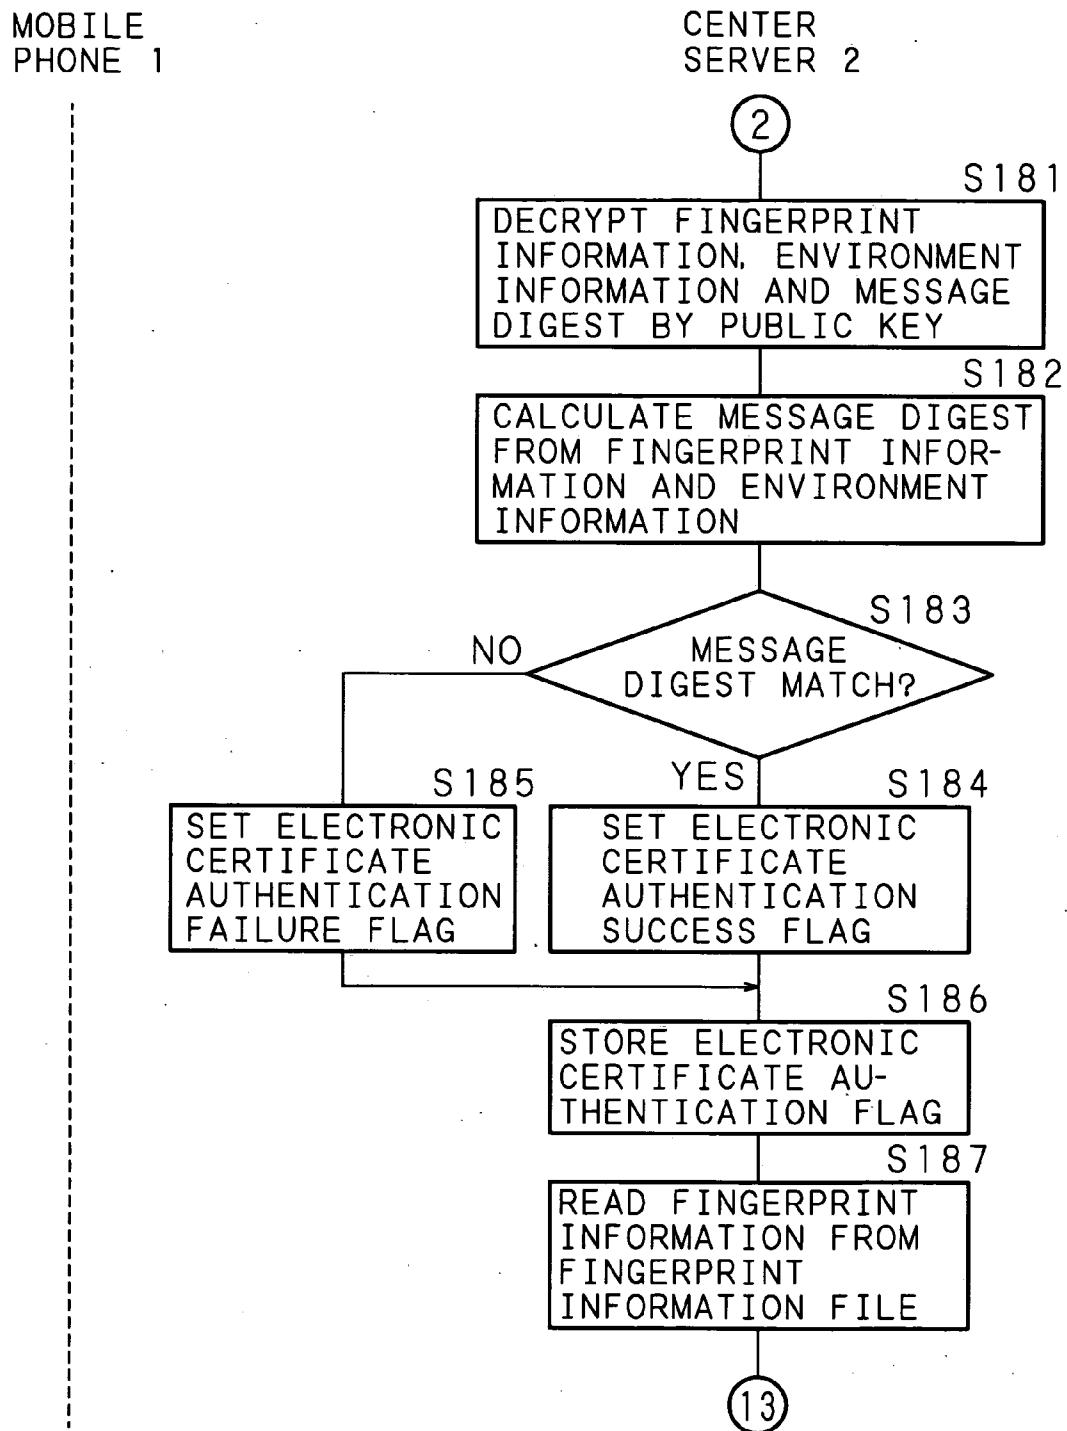 MOBILE
PHONE 1
CENTER
SERVER 2
2
S181
DECRYPT FINGERPRINT
INFORMATION, ENVIRONMENT
INFORMATION AND MESSAGE
DIGEST BY PUBLIC KEY
S182
CALCULATE MESSAGE DIGEST
FROM FINGERPRINT INFOR-
MATION AND ENVIRONMENT
INFORMATION
S183
MESSAGE
DIGEST MATCH?
NO
YES
S185
SET ELECTRONIC
CERTIFICATE
AUTHENTICATION
FAILURE FLAG
S184
SET ELECTRONIC
CERTIFICATE
AUTHENTICATION
SUCCESS FLAG
S186
STORE ELECTRONIC
CERTIFICATE AU-
THENTICATION FLAG
S187
READ FINGERPRINT
INFORMATION FROM
FINGERPRINT
INFORMATION FILE
13